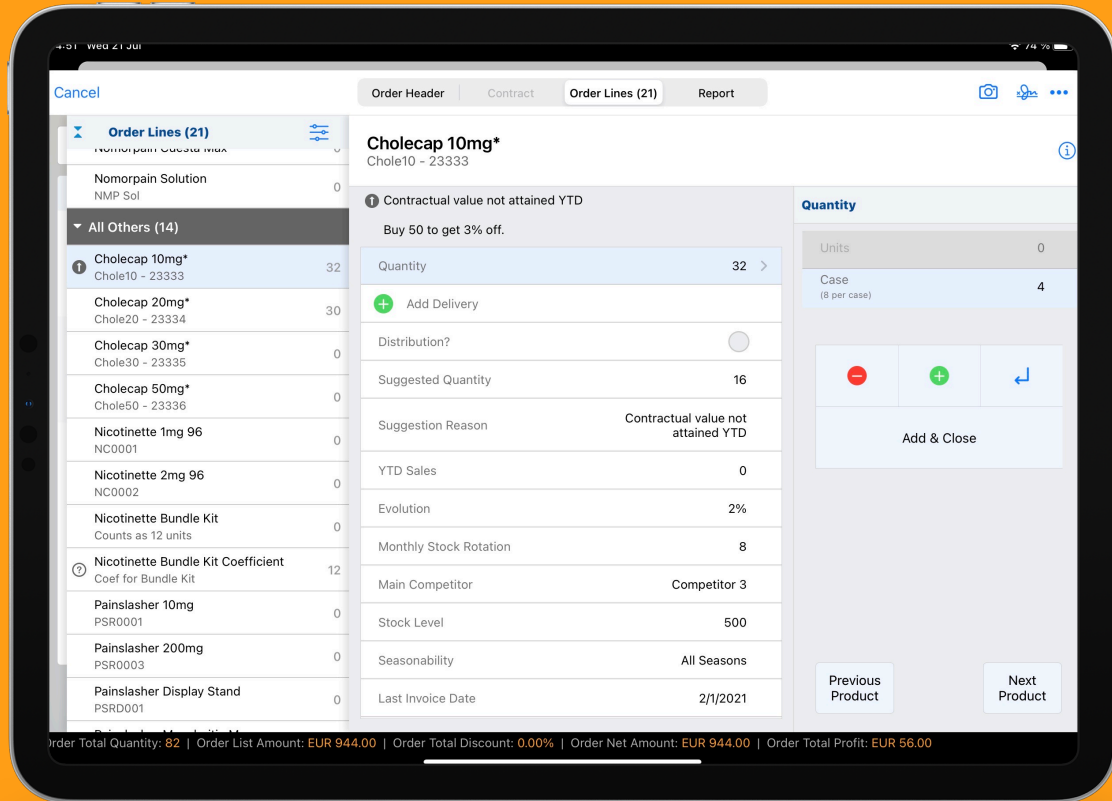 4:51 Wed 21 Jul
74 %
Cancel
Order Header
Contract
Order Lines (21)
Report
Order Lines (21)
Nomorpain Cuesta Max
0
Nomorpain Solution
NMP Sol
0
All Others (14)
Cholecap 10mg*
Chole10 - 23333
32
Cholecap 20mg*
Chole20 - 23334
30
Cholecap 30mg*
Chole30 - 23335
0
Cholecap 50mg*
Chole50 - 23336
0
Nicotinette 1mg 96
NC0001
0
Nicotinette 2mg 96
NC0002
0
Nicotinette Bundle Kit
Counts as 12 units
0
Nicotinette Bundle Kit Coefficient
Coef for Bundle Kit
12
Painslasher 10mg
PSR0001
0
Painslasher 200mg
PSR0003
0
Painslasher Display Stand
PSRD001
0
Cholecap 10mg*
Chole10 - 23333
Contractual value not attained YTD
Buy 50 to get 3% off.
Quantity 32
Add Delivery
Distribution?
Suggested Quantity 16
Suggestion Reason Contractual value not
attained YTD
YTD Sales 0
Evolution 2%
Monthly Stock Rotation 8
Main Competitor Competitor 3
Stock Level 500
Seasonability All Seasons
Last Invoice Date 2/1/2021
Quantity
Units 0
Case
(8 per case)
4
Add & Close
Previous
Product
Next
Product
Order Total Quantity: 82 | Order List Amount: EUR 944.00 | Order Total Discount: 0.00% | Order Net Amount: EUR 944.00 | Order Total Profit: EUR 56.00